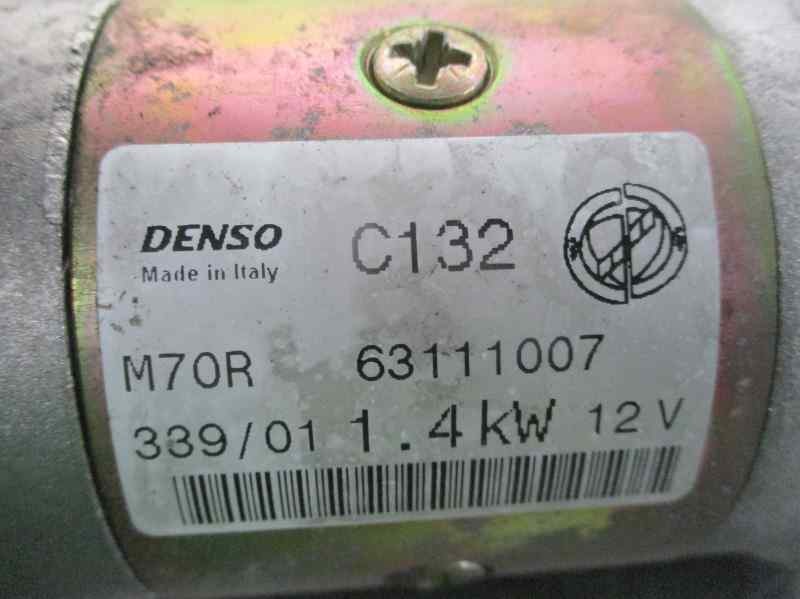 DENSO C132
Made in Italy
M70R 63111007
339/01 1.4kW 12V